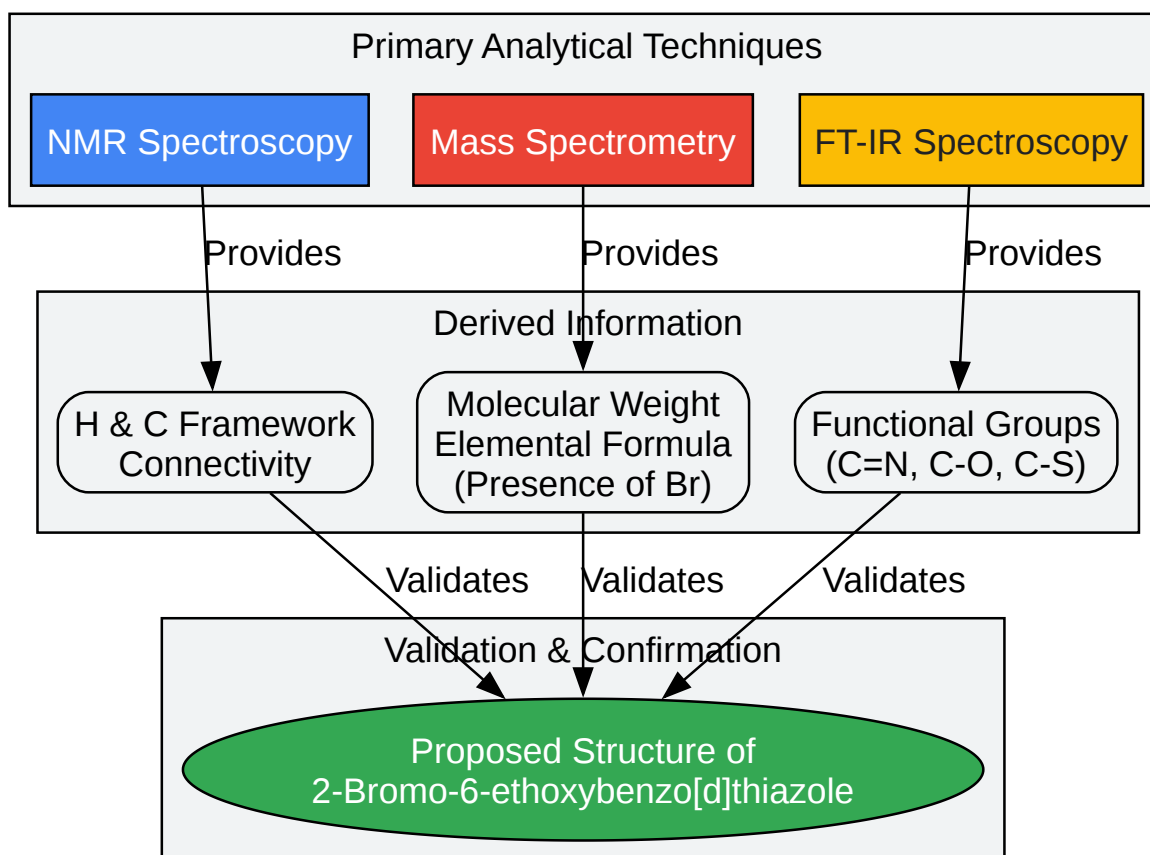 Primary Analytical Techniques
NMR Spectroscopy
Mass Spectrometry
FT-IR Spectroscopy
Provides
Provides
Provides
Derived Information
H & C Framework
Connectivity
Molecular Weight
Elemental Formula
(Presence of Br)
Functional Groups
(C=N, C-O, C-S)
Validates
Validates
Validates
Validation & Confirmation
Proposed Structure of
2-Bromo-6-ethoxybenzo[d]thiazole